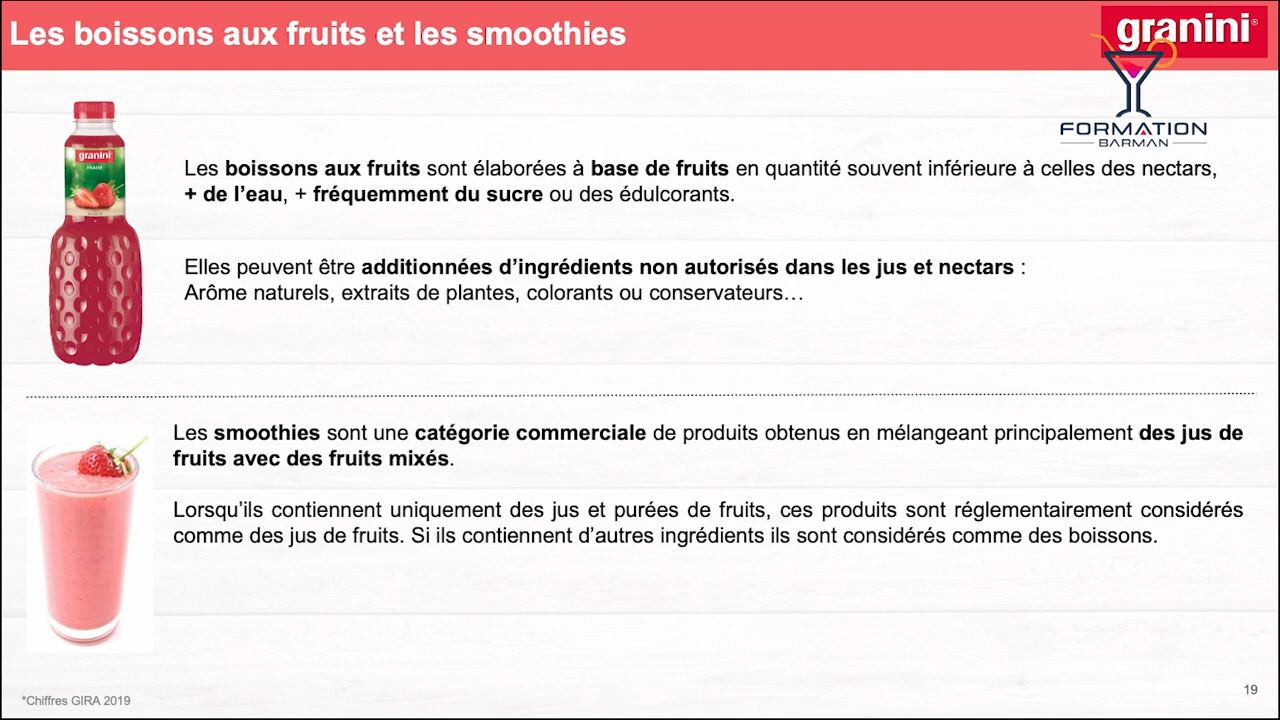 Les boissons aux fruits et les smoothies
granini®
FORMATION
BARMAN
granini
FRAISE
Les boissons aux fruits sont élaborées à base de fruits en quantité souvent inférieure à celles des nectars,
+ de l’eau, + fréquemment du sucre ou des édulcorants.
Elles peuvent être additionnées d’ingrédients non autorisés dans les jus et nectars :
Arôme naturels, extraits de plantes, colorants ou conservateurs…
Les smoothies sont une catégorie commerciale de produits obtenus en mélangeant principalement des jus de
fruits avec des fruits mixés.
Lorsqu’ils contiennent uniquement des jus et purées de fruits, ces produits sont réglementairement considérés
comme des jus de fruits. Si ils contiennent d’autres ingrédients ils sont considérés comme des boissons.
*Chiffres GIRA 2019
19